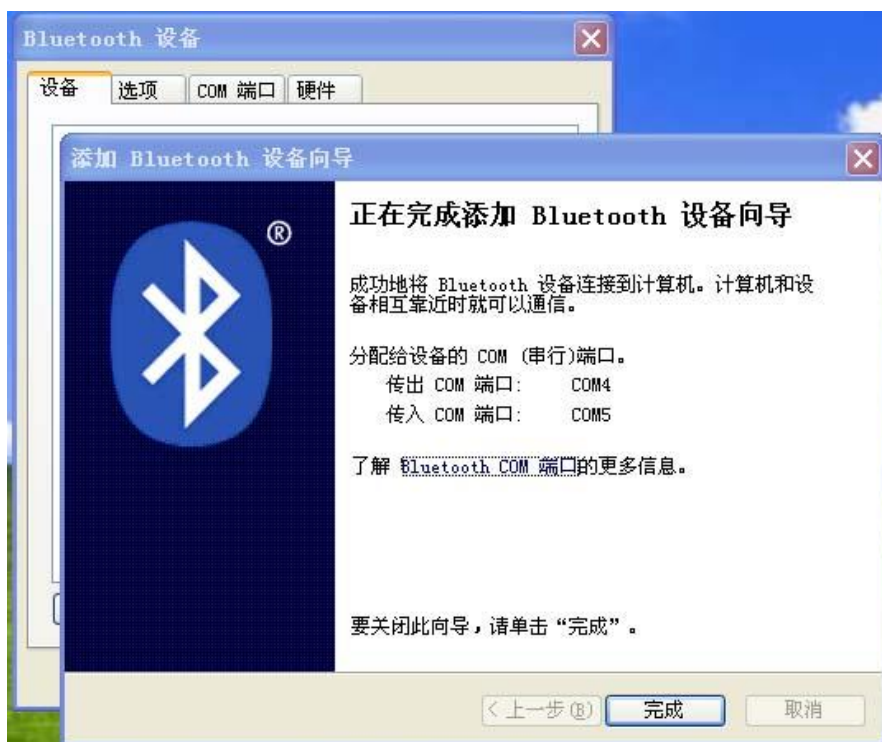 Bluetooth 设备
设备 选项 COM 端口 硬件
添加 Bluetooth 设备向导
®
正在完成添加 Bluetooth 设备向导
成功地将 Bluetooth 设备连接到计算机。计算机和设
备相互靠近时就可以通信。
分配给设备的 COM (串行)端口。
传出 COM 端口: COM4
传入 COM 端口: COM5
了解 Bluetooth COM 端口的更多信息。
要关闭此向导，请单击“完成”。
< 上一步(B) 完成 取消